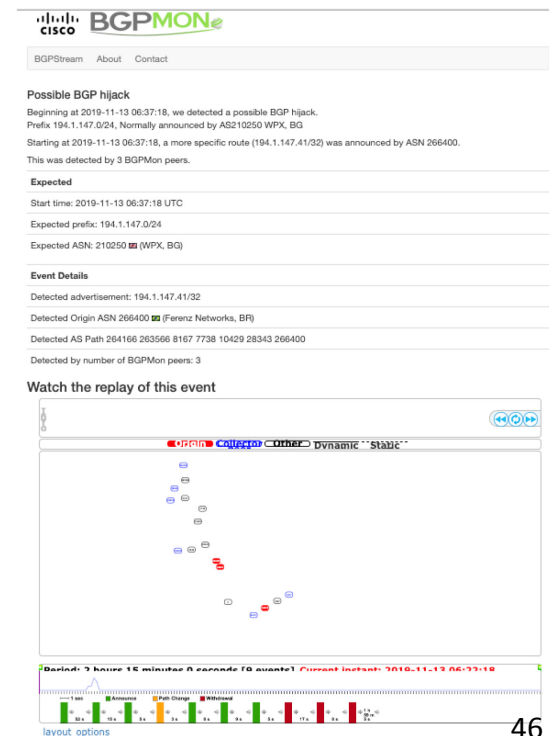 CISCO BGPMONe
BGPStream About Contact
Possible BGP hijack
Beginning at 2019-11-13 06:37:18, we detected a possible BGP hijack.
Prefix 194.1.147.0/24, Normally announced by AS210250 WPX, BG
Starting at 2019-11-13 06:37:18, a more specific route (194.1.147.41/32) was announced by ASN 266400.
This was detected by 3 BGPMon peers.
Expected
Start time: 2019-11-13 06:37:18 UTC
Expected prefix: 194.1.147.0/24
Expected ASN: 210250 (WPX, BG)
Event Details
Detected advertisement: 194.1.147.41/32
Detected Origin ASN 266400 (Ferenz Networks, BR)
Detected AS Path 264166 263566 8167 7738 10429 28343 266400
Detected by number of BGPMon peers: 3
Watch the replay of this event
Origin Collector Other Dynamic Static
Period: 2 hours 15 minutes 0 seconds [9 events] Current instant: 2019-11-13 06:22:18
1 sec Announce Path Change Withdrawal
layout options
46